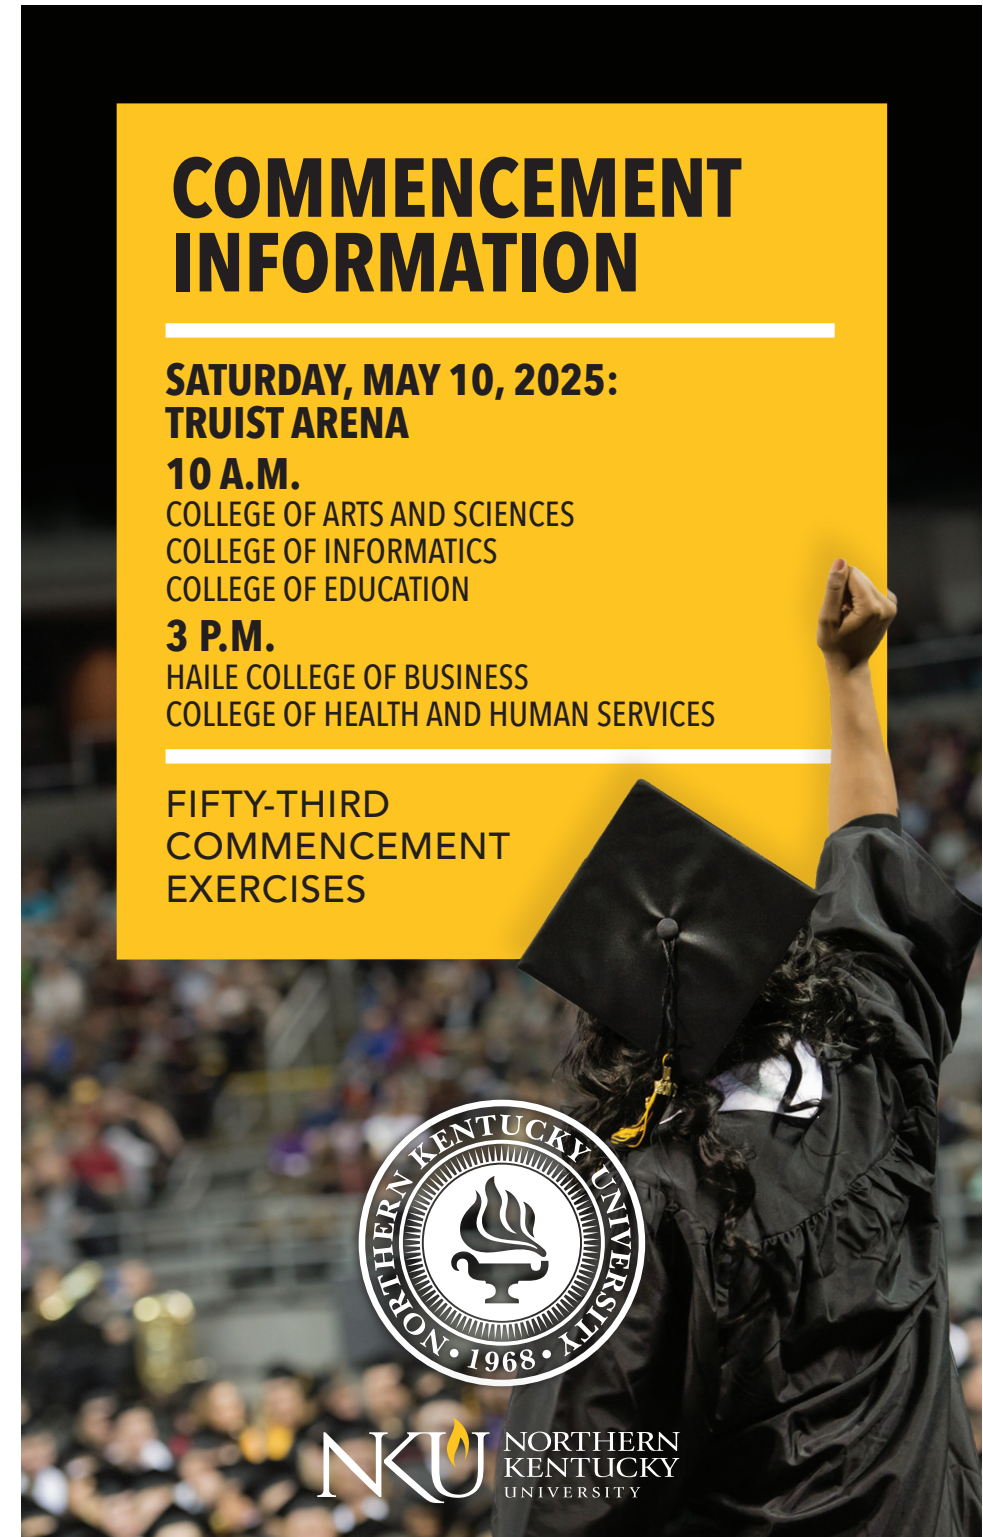 COMMENCEMENT
INFORMATION
SATURDAY, MAY 10, 2025:
TRUIST ARENA
10 A.M.
COLLEGE OF ARTS AND SCIENCES
COLLEGE OF INFORMATICS
COLLEGE OF EDUCATION
3 P.M.
HAILE COLLEGE OF BUSINESS
COLLEGE OF HEALTH AND HUMAN SERVICES
FIFTY-THIRD
COMMENCEMENT
EXERCISES
NORTHERN KENTUCKY UNIVERSITY
• 1968 •
NKU
NORTHERN
KENTUCKY
UNIVERSITY